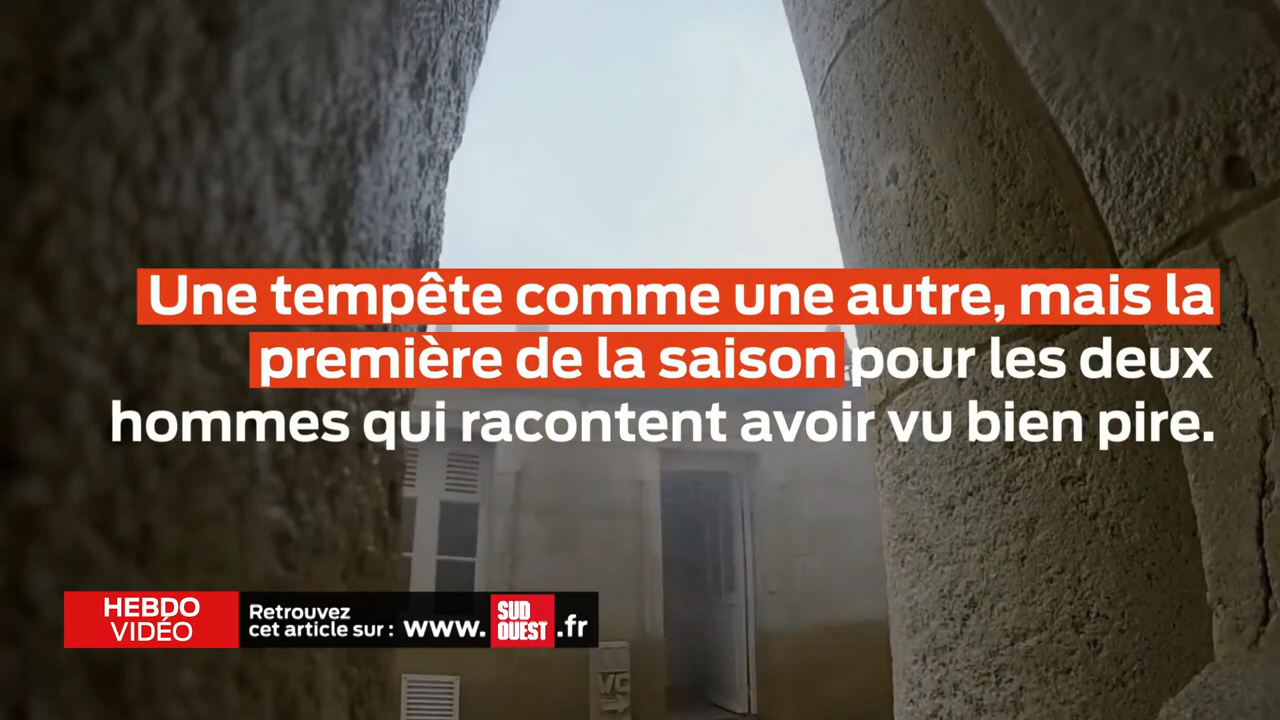 Une tempête comme une autre, mais la
première de la saison pour les deux
hommes qui racontent avoir vu bien pire.
HEBDO
VIDÉO
Retrouvez
cet article sur : www. SUD OUEST .fr
WC